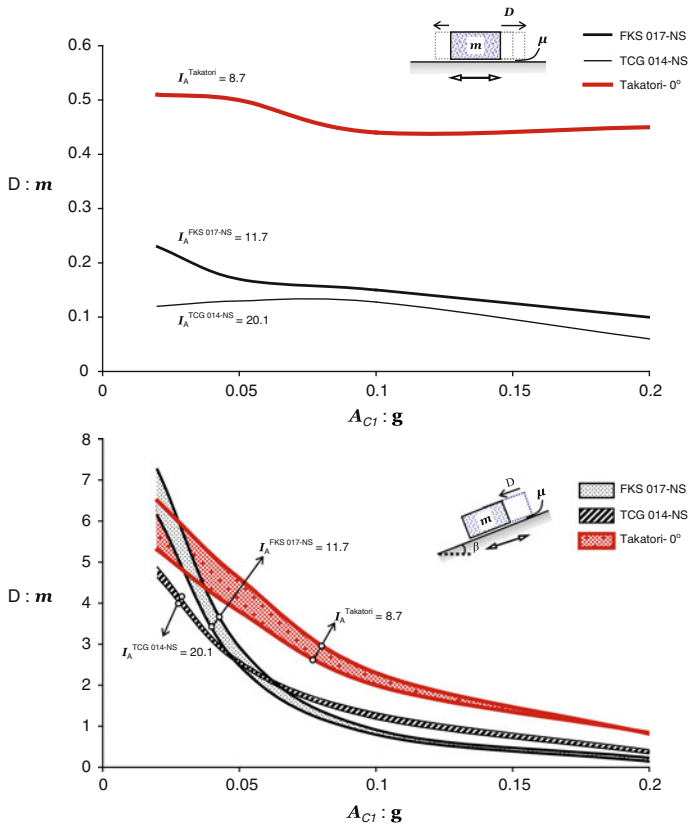 0.6
0.5
0.4
0.3
0.2
0.1
0
D : m
0
0.05
0.1
0.15
0.2
A_C1 : g
I_A^Takatori = 8.7
I_A^FKS 017-NS = 11.7
I_A^TCG 014-NS = 20.1
D
m
μ
FKS 017-NS
TCG 014-NS
Takatori- 0°
8
7
6
5
4
3
2
1
0
D : m
0
0.05
0.1
0.15
0.2
A_C1 : g
I_A^FKS 017-NS = 11.7
I_A^Takatori = 8.7
I_A^TCG 014-NS = 20.1
D
m
μ
β
FKS 017-NS
TCG 014-NS
Takatori- 0°